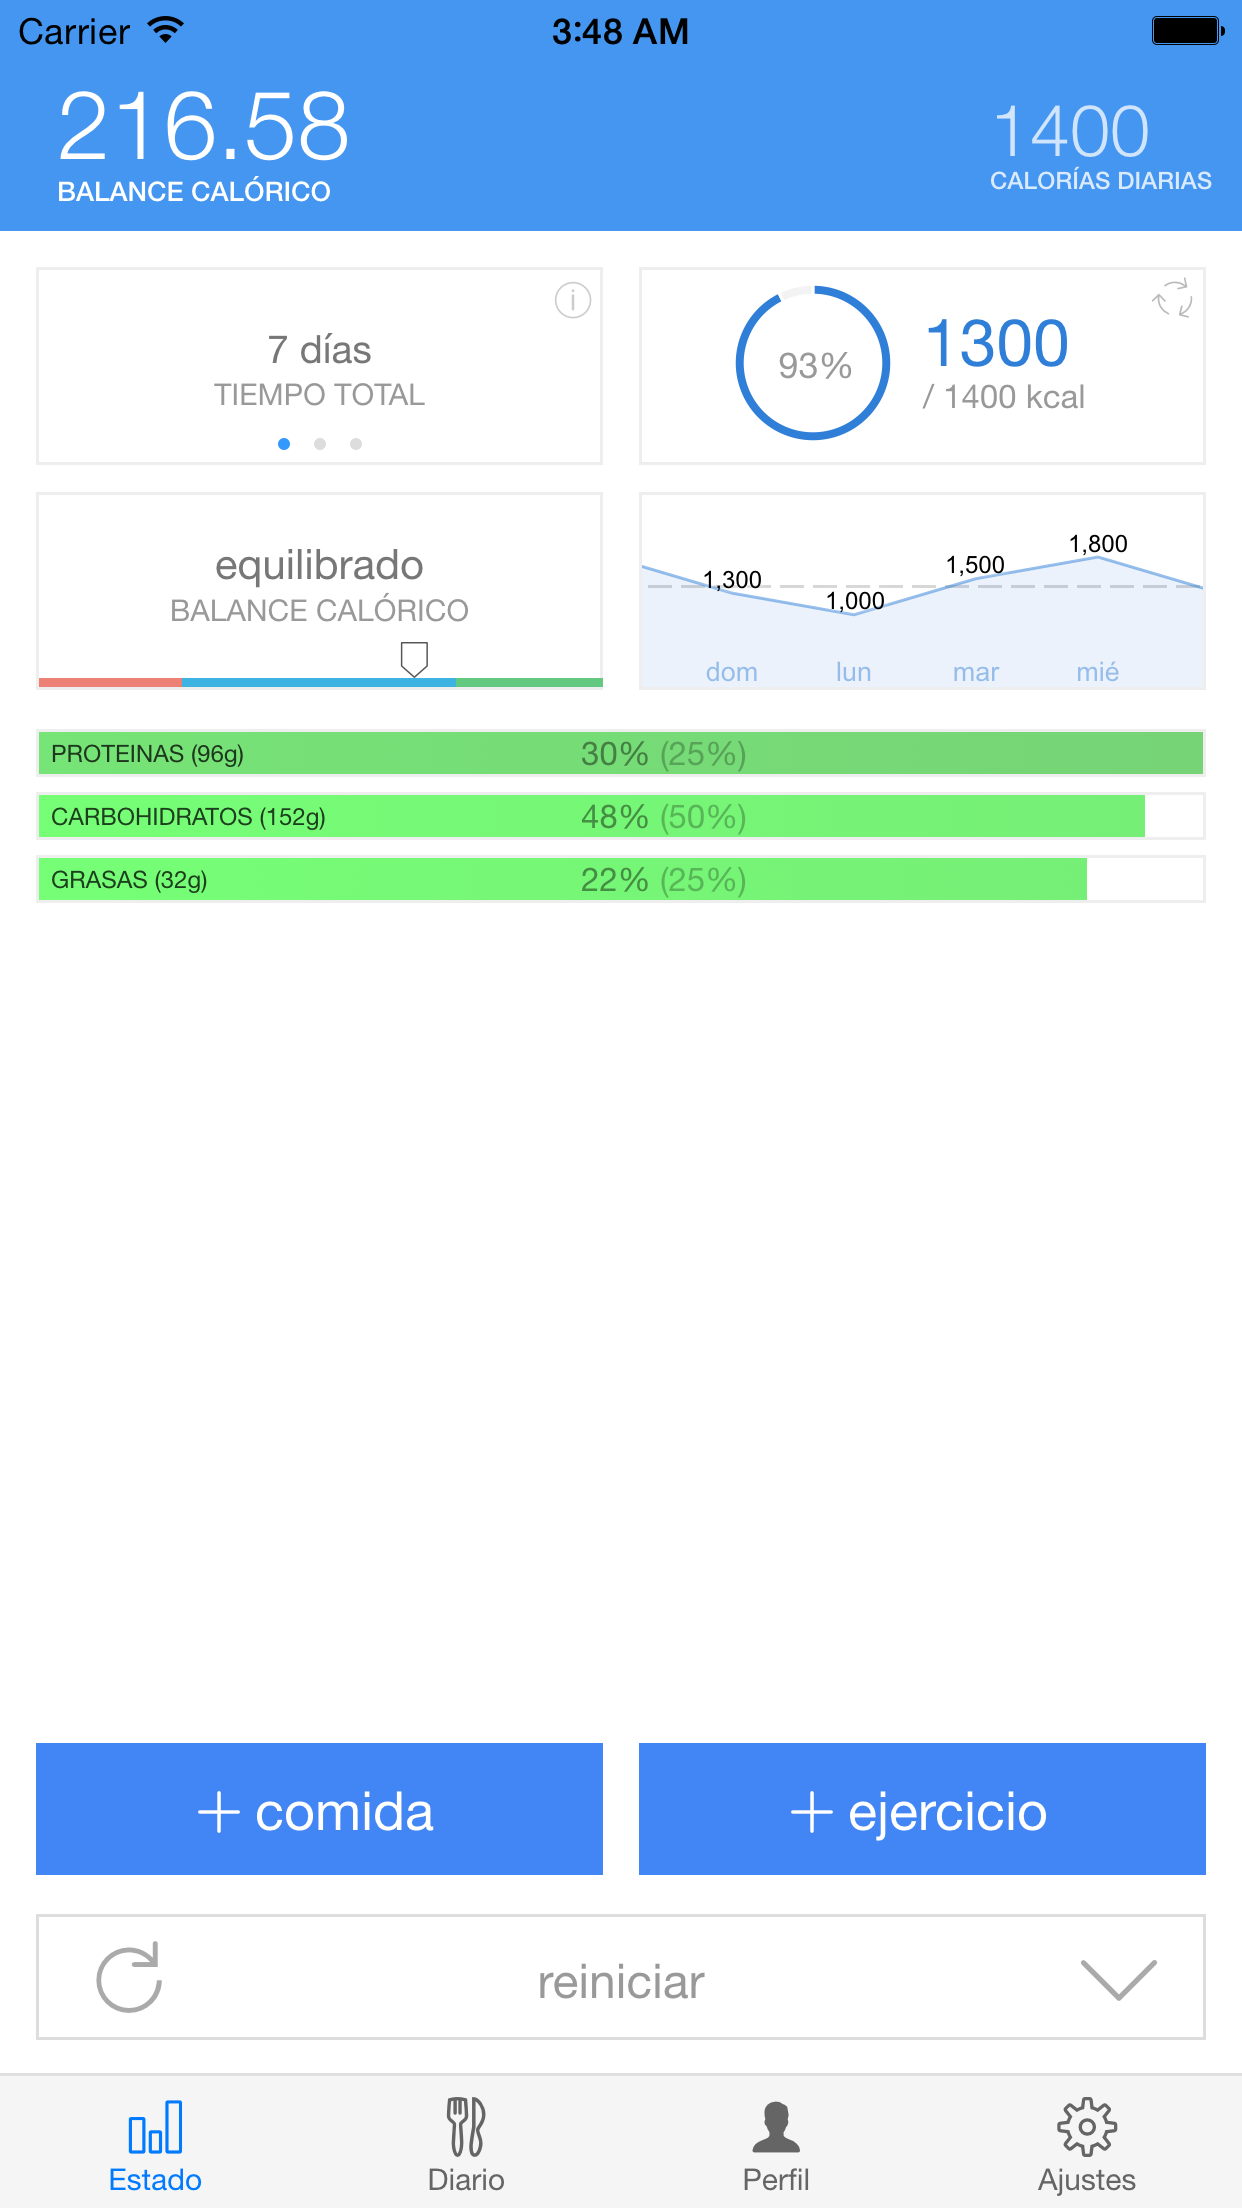 Carrier
3:48 AM
216.58
BALANCE CALÓRICO
1400
CALORÍAS DIARIAS
7 días
TIEMPO TOTAL
93%
1300
/ 1400 kcal
equilibrado
BALANCE CALÓRICO
1,300
1,000
1,500
1,800
dom
lun
mar
mié
PROTEINAS (96g)
30% (25%)
CARBOHIDRATOS (152g)
48% (50%)
GRASAS (32g)
22% (25%)
+ comida
+ ejercicio
reiniciar
Estado
Diario
Perfil
Ajustes